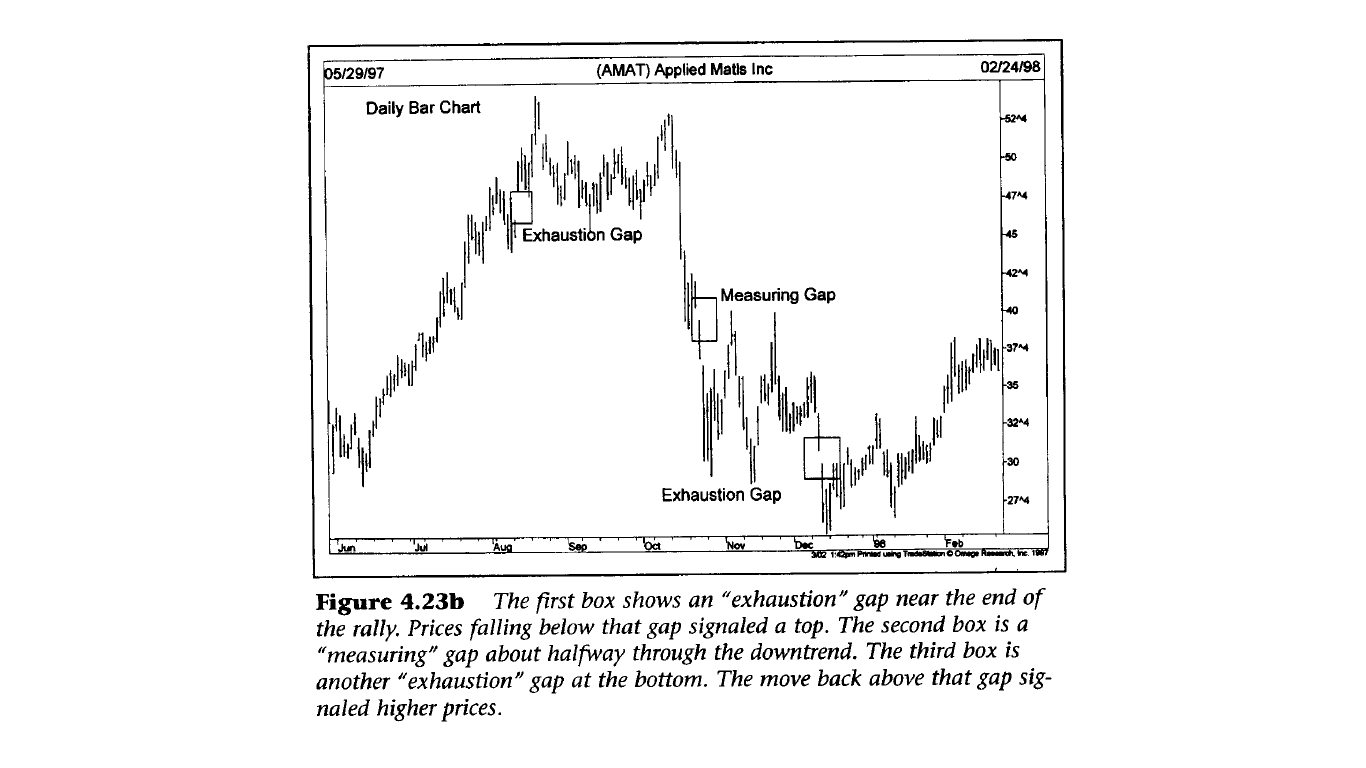 05/29/97 (AMAT) Applied Matls Inc 02/24/98
Daily Bar Chart
52^4
50
47^4
Exhaustion Gap
45
42^4
Measuring Gap
40
37^4
35
32^4
30
Exhaustion Gap
27^4
Jun Jul Aug Sep Oct Nov Dec 98 Feb
3/02 1:42pm Printed using TradeStation © Omega Research, Inc. 1997
Figure 4.23b The first box shows an “exhaustion” gap near the end of
the rally. Prices falling below that gap signaled a top. The second box is a
“measuring” gap about halfway through the downtrend. The third box is
another “exhaustion” gap at the bottom. The move back above that gap sig-
naled higher prices.